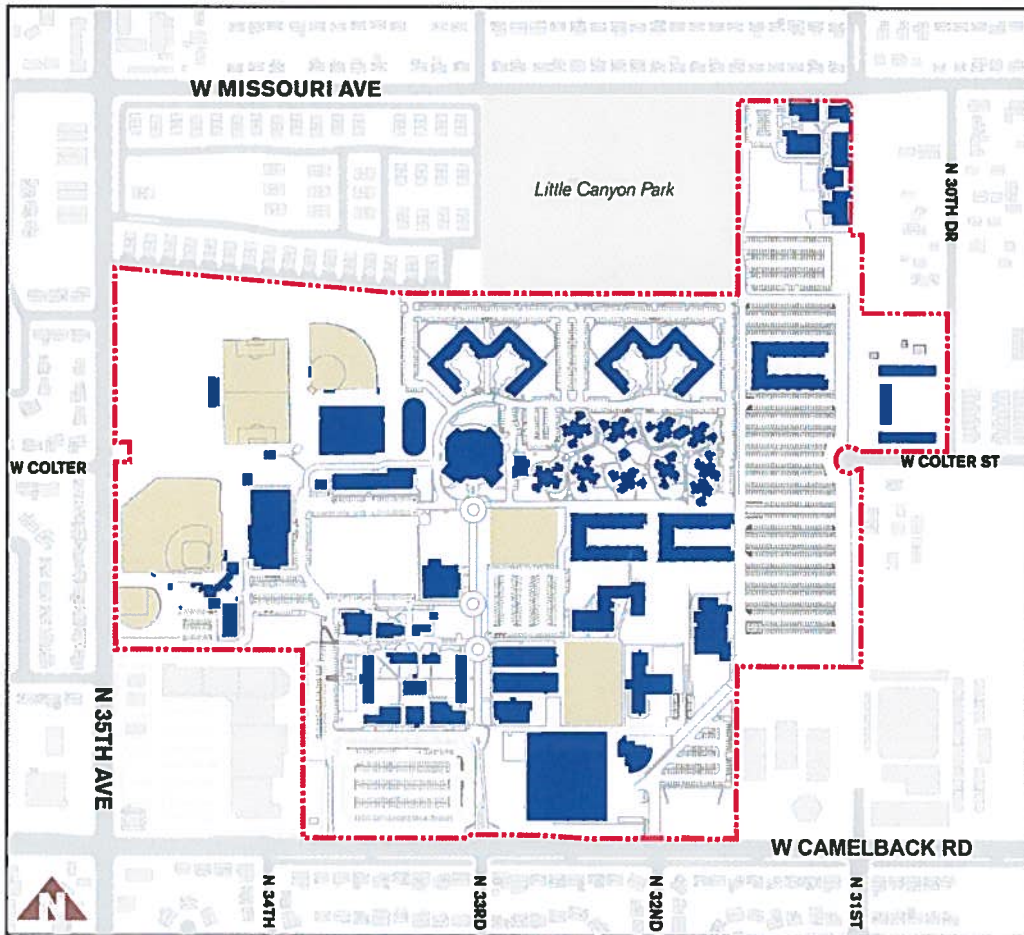 W MISSOURI AVE
Little Canyon Park
N 30TH DR
W COLTER
W COLTER ST
N 35TH AVE
W CAMELBACK RD
N 34TH
N 33RD
N 32ND
N 31ST
N